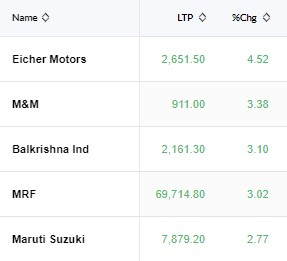 Name LTP %Chg
Eicher Motors 2,651.50 4.52
M&M 911.00 3.38
Balkrishna Ind 2,161.30 3.10
MRF 69,714.80 3.02
Maruti Suzuki 7,879.20 2.77